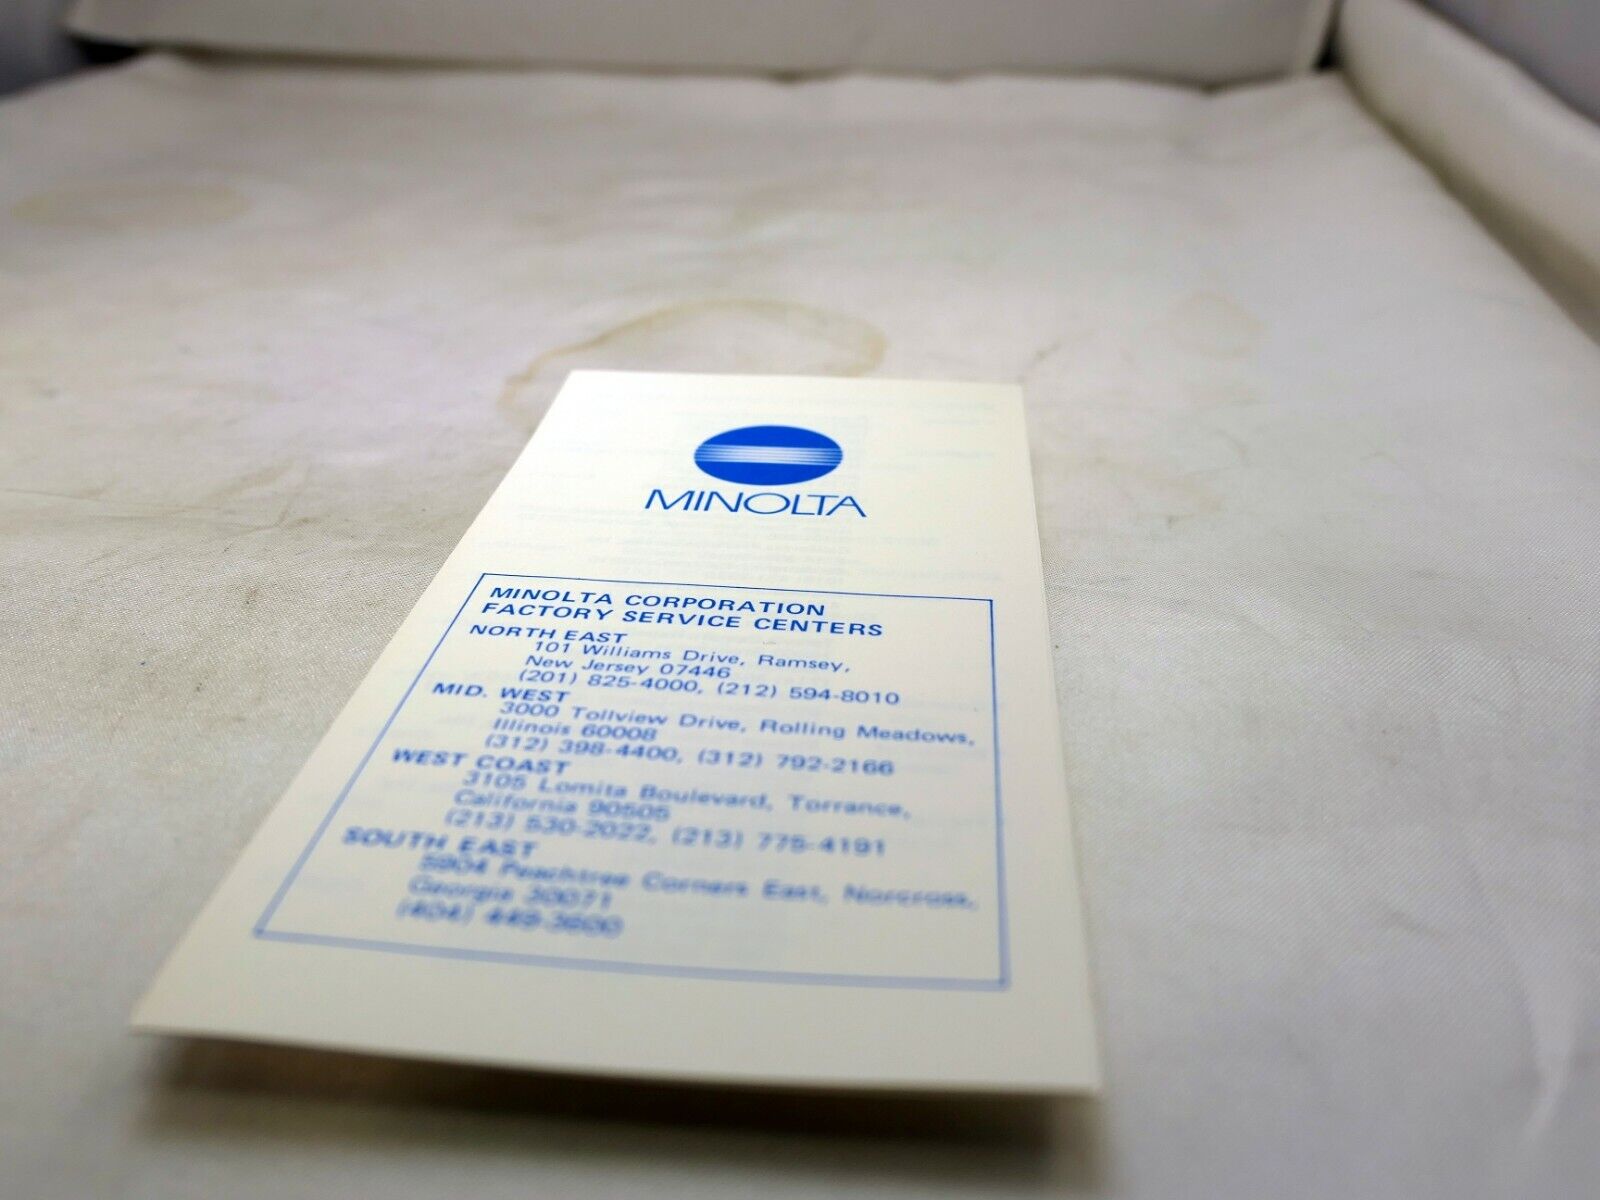 MINOLTA
MINOLTA CORPORATION
FACTORY SERVICE CENTERS
NORTH EAST
101 Williams Drive, Ramsey,
New Jersey 07446
(201) 825-4000, (212) 594-8010
MID. WEST
3000 Tollview Drive, Rolling Meadows,
Illinois 60008
(312) 398-4400, (312) 792-2166
WEST COAST
3105 Lomita Boulevard, Torrance,
California 90505
(213) 530-2022, (213) 775-4191
SOUTH EAST
5904 Peachtree Corners East, Norcross,
Georgia 30071
(404) 449-3600